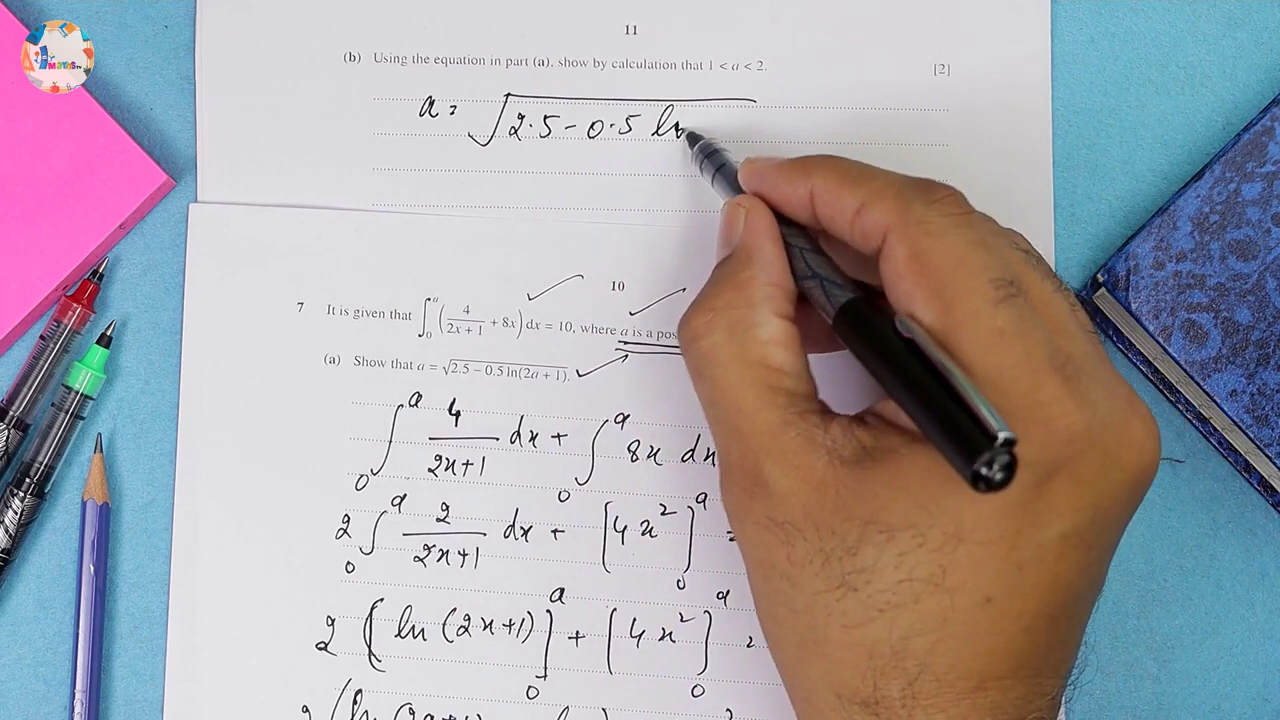 MATHS TV
11
(b) Using the equation in part (a), show by calculation that 1 < a < 2. [2]
a = √2.5 - 0.5 ln
10
7 It is given that ∫₀ᵃ (4/(2x + 1) + 8x) dx = 10, where a is a pos
(a) Show that a = √(2.5 − 0.5 ln(2a + 1)).
∫₀ᵃ 4/(2x+1) dx + ∫₀ᵃ 8x dx
2 ∫₀ᵃ 2/(2x+1) dx + [4x²]₀ᵃ =
2 [ln (2x+1)]₀ᵃ + [4x²]₀ᵃ =